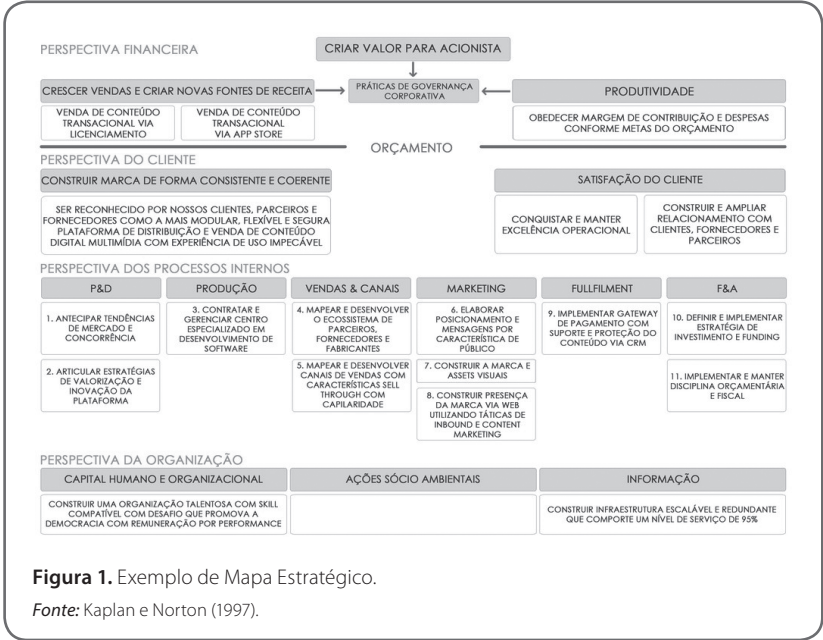 PERSPECTIVA FINANCEIRA
CRIAR VALOR PARA ACIONISTA
CRESCER VENDAS E CRIAR NOVAS FONTES DE RECEITA
PRÁTICAS DE GOVERNANÇA
CORPORATIVA
PRODUTIVIDADE
VENDA DE CONTEÚDO
TRANSACIONAL VIA
LICENCIAMENTO
VENDA DE CONTEÚDO
TRANSACIONAL
VIA APP STORE
OBEDECER MARGEM DE CONTRIBUIÇÃO E DESPESAS
CONFORME METAS DO ORÇAMENTO
ORÇAMENTO
PERSPECTIVA DO CLIENTE
CONSTRUIR MARCA DE FORMA CONSISTENTE E COERENTE
SATISFAÇÃO DO CLIENTE
SER RECONHECIDO POR NOSSOS CLIENTES, PARCEIROS E
FORNECEDORES COMO A MAIS MODULAR, FLEXÍVEL E SEGURA
PLATAFORMA DE DISTRIBUIÇÃO E VENDA DE CONTEÚDO
DIGITAL MULTIMÍDIA COM EXPERIÊNCIA DE USO IMPECÁVEL
CONQUISTAR E MANTER
EXCELÊNCIA OPERACIONAL
CONSTRUIR E AMPLIAR
RELACIONAMENTO COM
CLIENTES, FORNECEDORES E
PARCEIROS
PERSPECTIVA DOS PROCESSOS INTERNOS
P&D
PRODUÇÃO
VENDAS & CANAIS
MARKETING
FULLFILMENT
F&A
1. ANTECIPAR TENDÊNCIAS
DE MERCADO E
CONCORRÊNCIA
2. ARTICULAR ESTRATÉGIAS
DE VALORIZAÇÃO E
INOVAÇÃO DA
PLATAFORMA
3. CONTRATAR E
GERENCIAR CENTRO
ESPECIALIZADO EM
DESENVOLVIMENTO DE
SOFTWARE
4. MAPEAR E DESENVOLVER
O ECOSSISTEMA DE
PARCEIROS,
FORNECEDORES E
FABRICANTES
5. MAPEAR E DESENVOLVER
CANAIS DE VENDAS COM
CARACTERÍSTICAS SELL
THROUGH COM
CAPILARIDADE
6. ELABORAR
POSICIONAMENTO E
MENSAGENS POR
CARACTERÍSTICA DE
PÚBLICO
7. CONSTRUIR A MARCA E
ASSETS VISUAIS
8. CONSTRUIR PRESENÇA
DA MARCA VIA WEB
UTILIZANDO TÁTICAS DE
INBOUND E CONTENT
MARKETING
9. IMPLEMENTAR GATEWAY
DE PAGAMENTO COM
SUPORTE E PROTEÇÃO DO
CONTEÚDO VIA CRM
10. DEFINIR E IMPLEMENTAR
ESTRATÉGIA DE
INVESTIMENTO E FUNDING
11. IMPLEMENTAR E MANTER
DISCIPLINA ORÇAMENTÁRIA
E FISCAL
PERSPECTIVA DA ORGANIZAÇÃO
CAPITAL HUMANO E ORGANIZACIONAL
AÇÕES SÓCIO AMBIENTAIS
INFORMAÇÃO
CONSTRUIR UMA ORGANIZAÇÃO TALENTOSA COM SKILL
COMPATÍVEL COM DESAFIO QUE PROMOVA A
DEMOCRACIA COM REMUNERAÇÃO POR PERFORMANCE
CONSTRUIR INFRAESTRUTURA ESCALÁVEL E REDUNDANTE
QUE COMPORTE UM NÍVEL DE SERVIÇO DE 95%
Figura 1. Exemplo de Mapa Estratégico.
Fonte: Kaplan e Norton (1997).